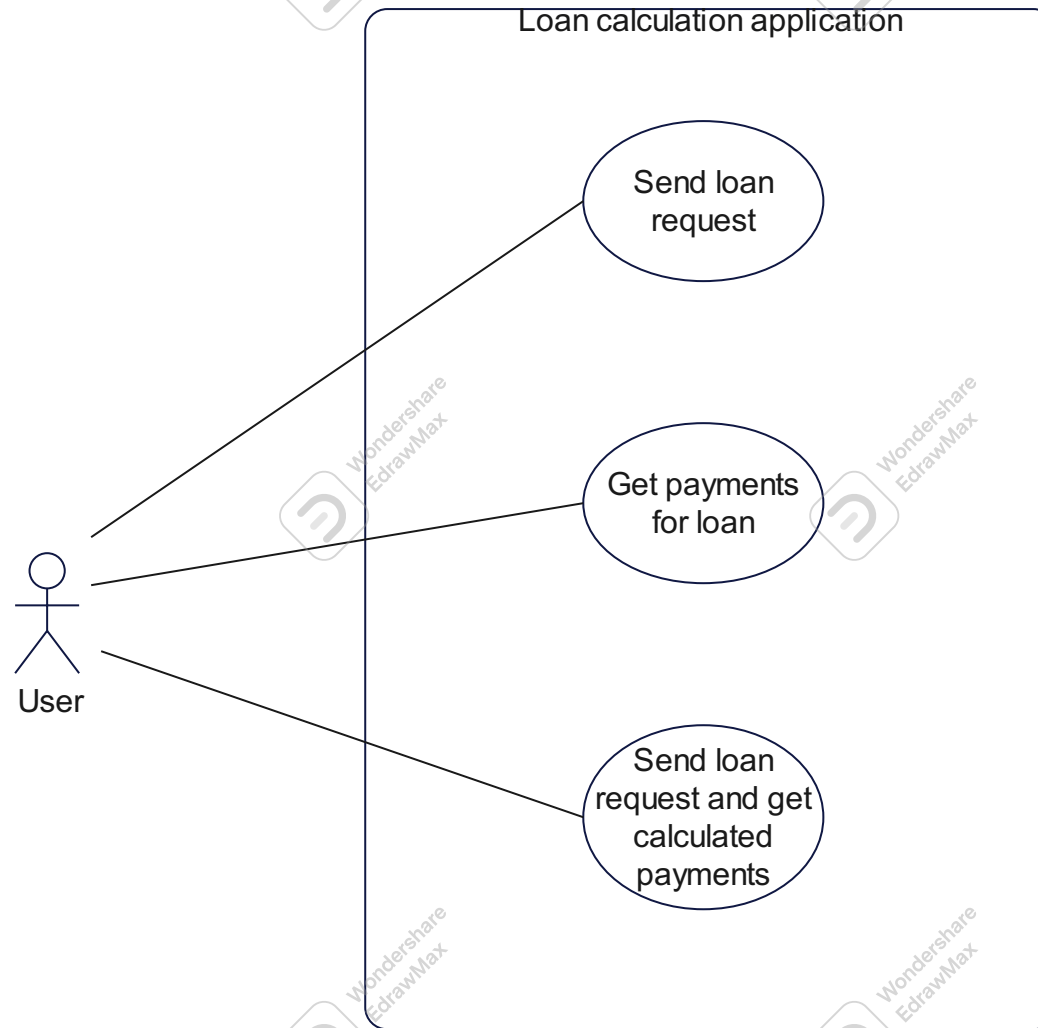 Loan calculation application
Send loan
request
Wondershare
EdrawMax
Wondershare
EdrawMax
Get payments
for loan
User
Send loan
request and get
calculated
payments
Wondershare
EdrawMax
Wondershare
EdrawMax